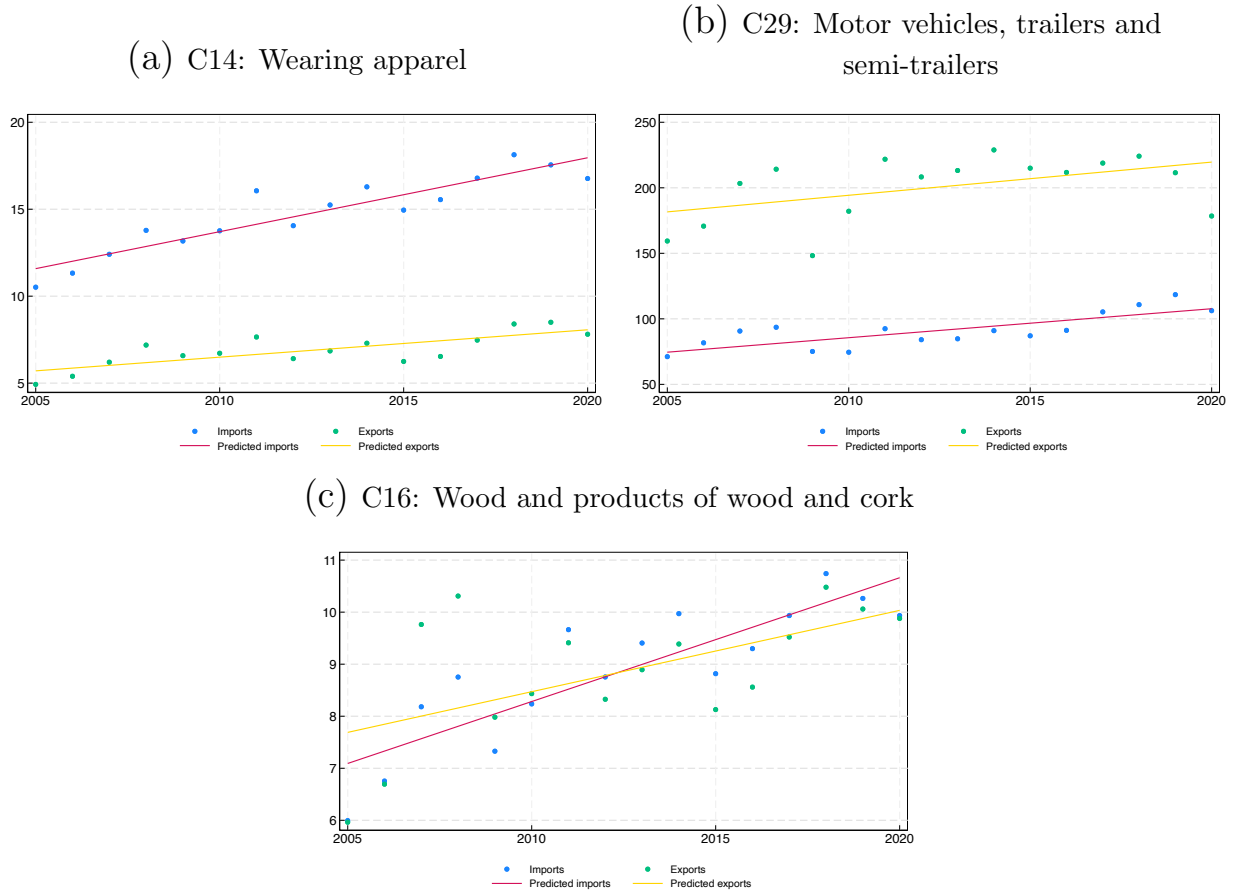 (a) C14: Wearing apparel
20
15
10
5
2005 2010 2015 2020
Imports Exports
Predicted imports Predicted exports
(b) C29: Motor vehicles, trailers and
semi-trailers
250
200
150
100
50
2005 2010 2015 2020
Imports Exports
Predicted imports Predicted exports
(c) C16: Wood and products of wood and cork
11
10
9
8
7
6
2005 2010 2015 2020
Imports Exports
Predicted imports Predicted exports